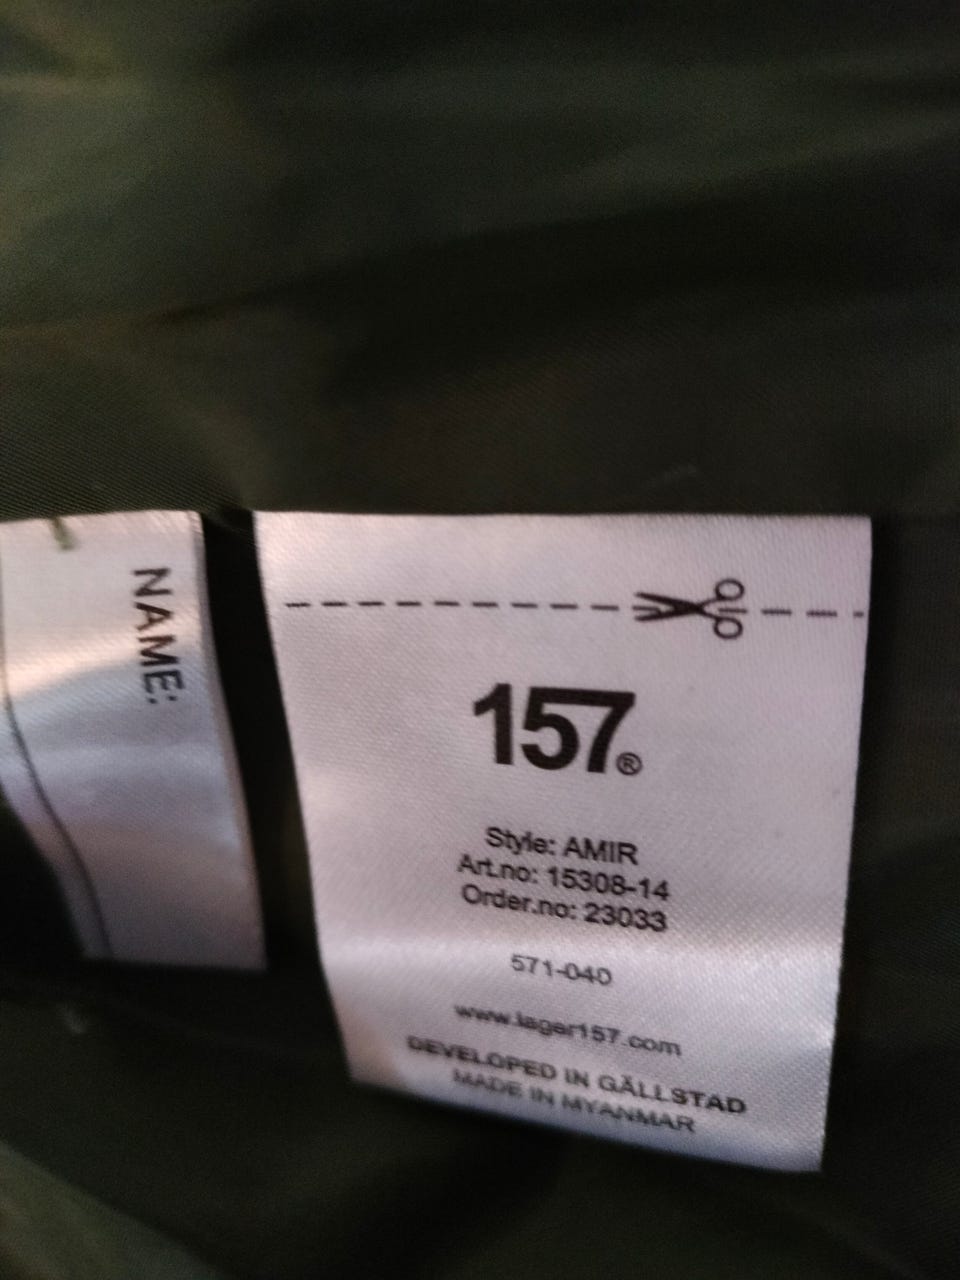 NAME:
157®
Style: AMIR
Art.no: 15308-14
Order.no: 23033
571-040
www.lager157.com
DEVELOPED IN GÄLLSTAD
MADE IN MYANMAR